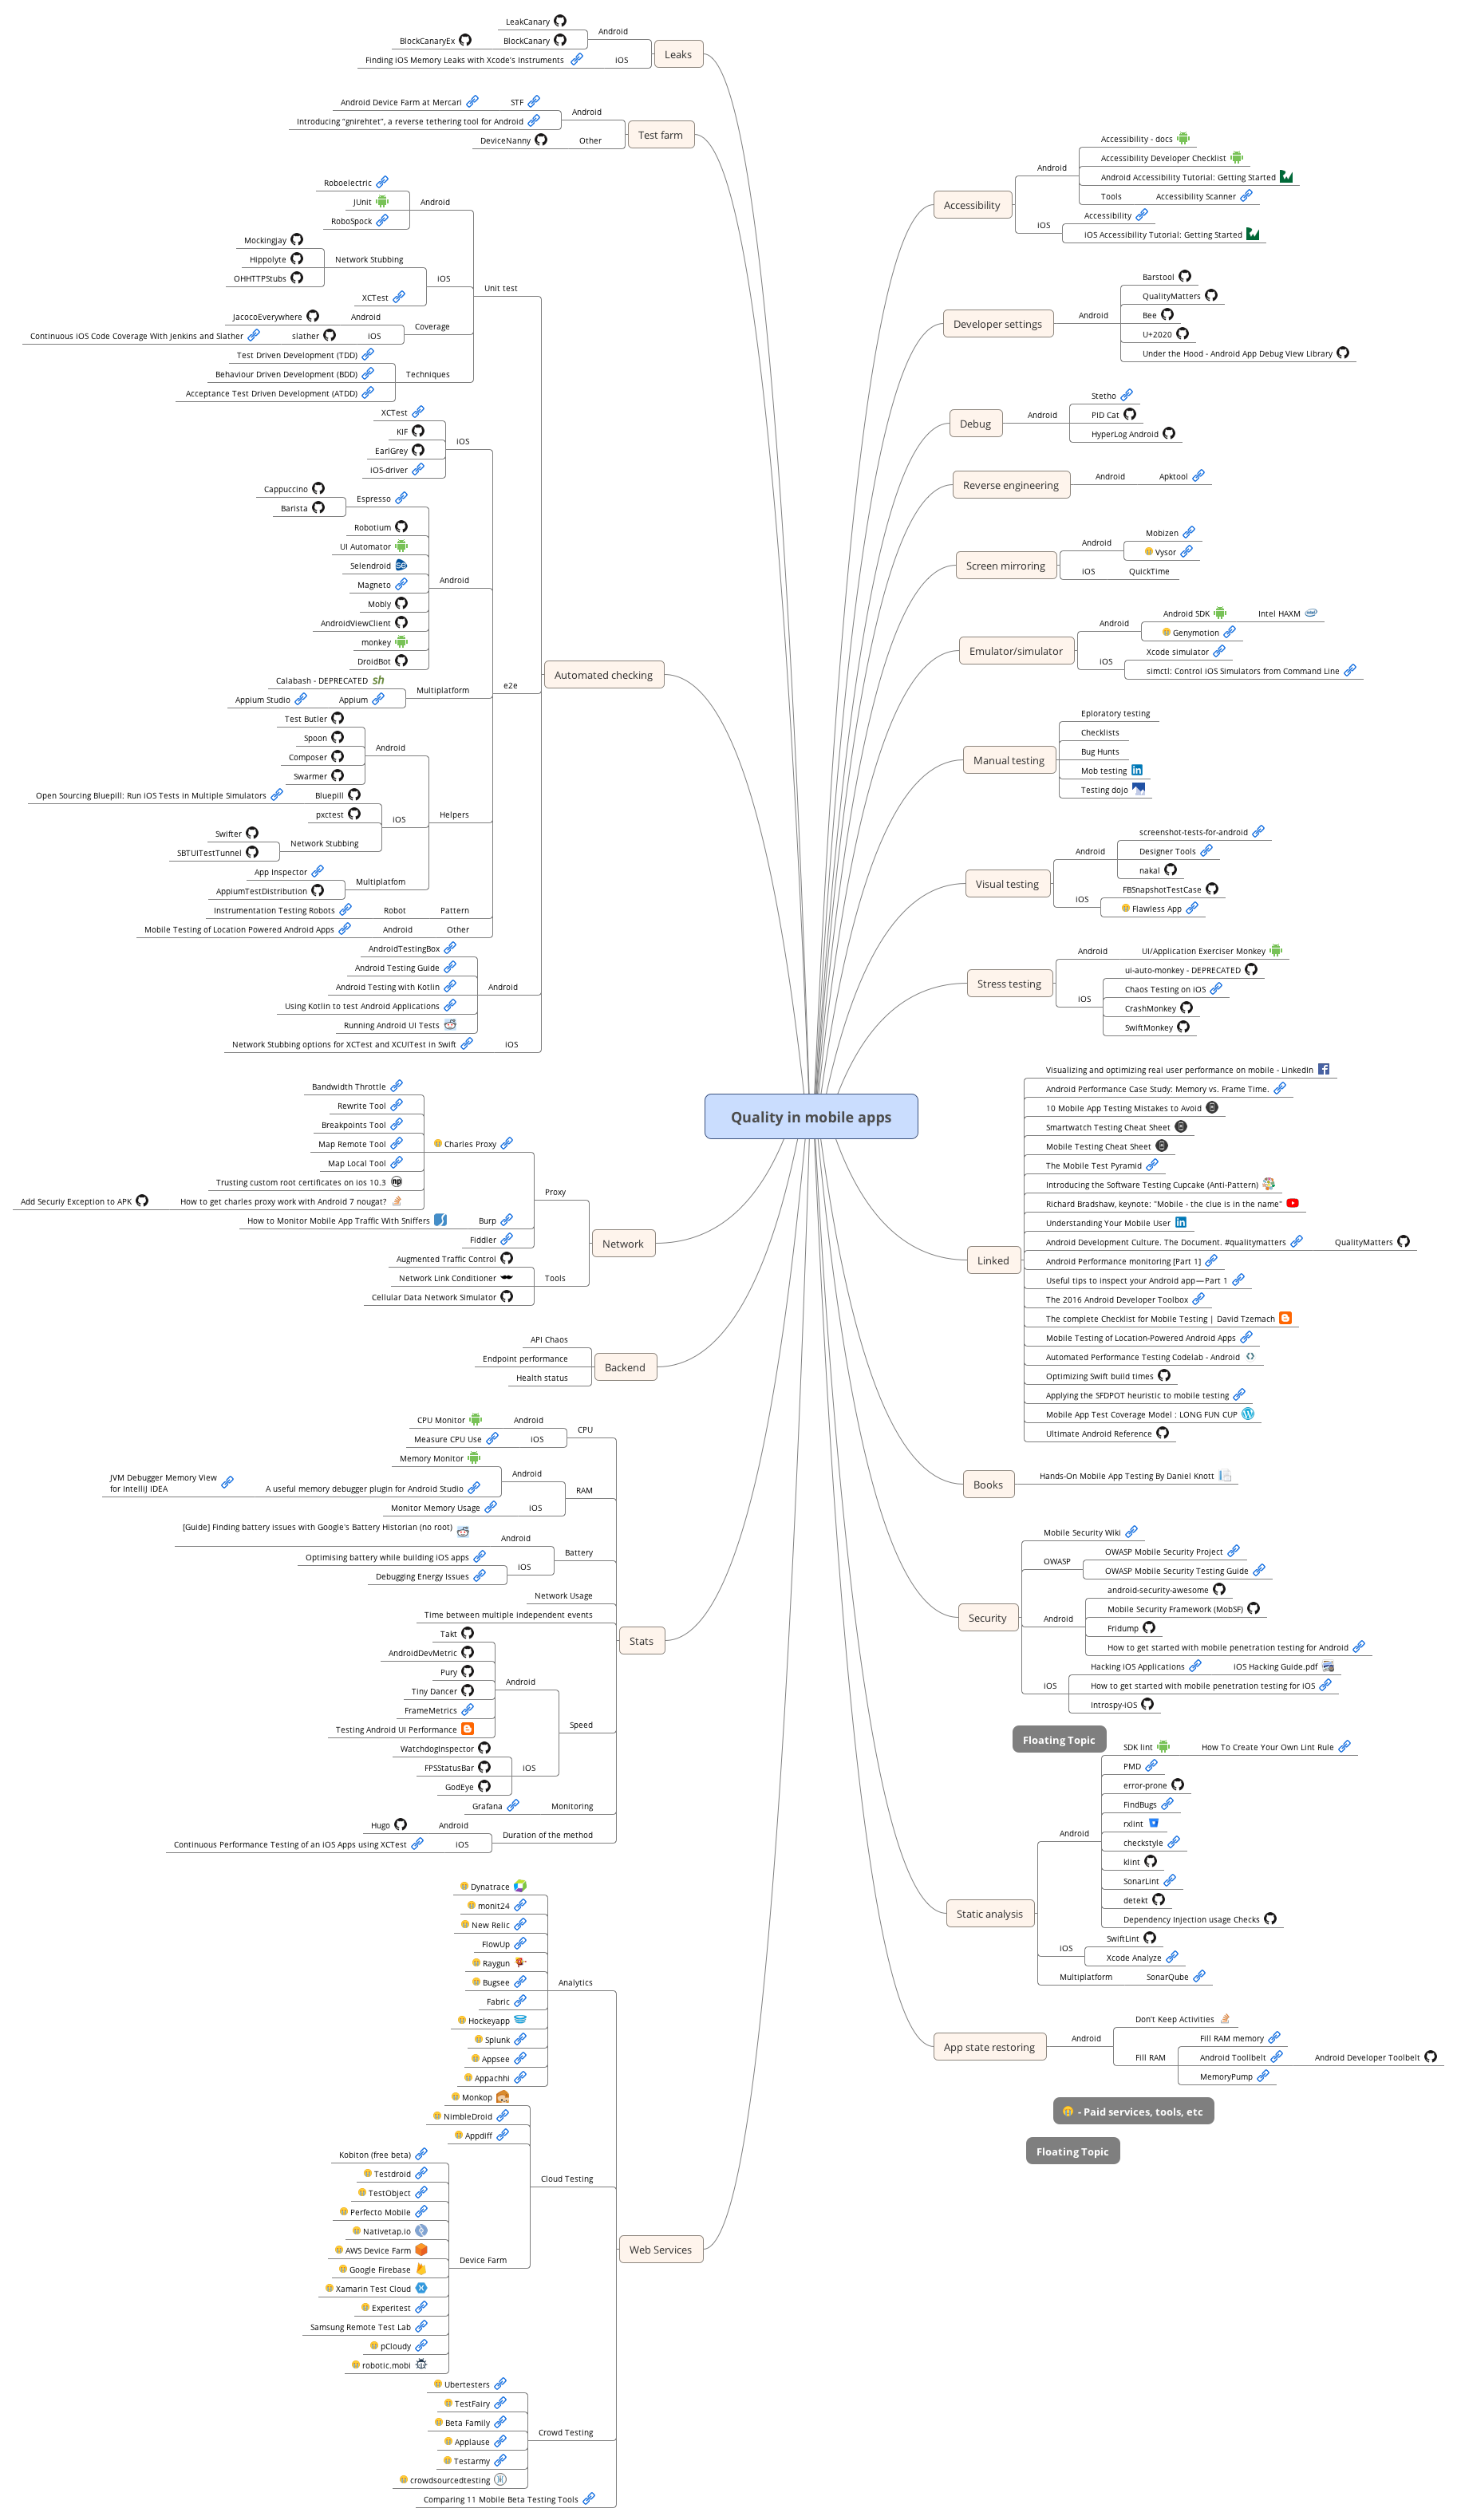 Quality in mobile apps
Leaks
Android
LeakCanary
BlockCanary
BlockCanaryEx
iOS
Finding iOS Memory Leaks with Xcode's Instruments
Test farm
Android
STF
Android Device Farm at Mercari
Introducing “gnirehtet”, a reverse tethering tool for Android
Other
DeviceNanny
Automated checking
Unit test
Android
Roboelectric
JUnit
RoboSpock
iOS
Network Stubbing
Mockingjay
Hippolyte
OHHTTPStubs
XCTest
Coverage
Android
JacocoEverywhere
iOS
slather
Continuous iOS Code Coverage With Jenkins and Slather
Techniques
Test Driven Development (TDD)
Behaviour Driven Development (BDD)
Acceptance Test Driven Development (ATDD)
e2e
iOS
XCTest
KIF
EarlGrey
iOS-driver
Android
Espresso
Cappuccino
Barista
Robotium
UI Automator
Selendroid
Magneto
Mobly
AndroidViewClient
monkey
DroidBot
Multiplatform
Calabash - DEPRECATED
Appium
Appium Studio
Helpers
Android
Test Butler
Spoon
Composer
Swarmer
iOS
Bluepill
Open Sourcing Bluepill: Run iOS Tests in Multiple Simulators
pxctest
Network Stubbing
Swifter
SBTUITestTunnel
Multiplatfom
App Inspector
AppiumTestDistribution
Pattern
Robot
Instrumentation Testing Robots
Other
Android
Mobile Testing of Location Powered Android Apps
Android
AndroidTestingBox
Android Testing Guide
Android Testing with Kotlin
Using Kotlin to test Android Applications
Running Android UI Tests
iOS
Network Stubbing options for XCTest and XCUITest in Swift
Network
Proxy
Charles Proxy
Bandwidth Throttle
Rewrite Tool
Breakpoints Tool
Map Remote Tool
Map Local Tool
Trusting custom root certificates on ios 10.3
How to get charles proxy work with Android 7 nougat?
Add Securiy Exception to APK
Burp
How to Monitor Mobile App Traffic With Sniffers
Fiddler
Tools
Augmented Traffic Control
Network Link Conditioner
Cellular Data Network Simulator
Backend
API Chaos
Endpoint performance
Health status
Stats
CPU
Android
CPU Monitor
iOS
Measure CPU Use
RAM
Android
Memory Monitor
A useful memory debugger plugin for Android Studio
JVM Debugger Memory View
for IntelliJ IDEA
iOS
Monitor Memory Usage
Battery
Android
[Guide] Finding battery issues with Google's Battery Historian (no root)
iOS
Optimising battery while building iOS apps
Debugging Energy Issues
Network Usage
Time between multiple independent events
Speed
Android
Takt
AndroidDevMetric
Pury
Tiny Dancer
FrameMetrics
Testing Android UI Performance
iOS
WatchdogInspector
FPSStatusBar
GodEye
Monitoring
Grafana
Duration of the method
Android
Hugo
iOS
Continuous Performance Testing of an iOS Apps using XCTest
Web Services
Analytics
Dynatrace
monit24
New Relic
FlowUp
Raygun
Bugsee
Fabric
Hockeyapp
Splunk
Appsee
Appachhi
Cloud Testing
Monkop
NimbleDroid
Appdiff
Device Farm
Kobiton (free beta)
Testdroid
TestObject
Perfecto Mobile
Nativetap.io
AWS Device Farm
Google Firebase
Xamarin Test Cloud
Experitest
Samsung Remote Test Lab
pCloudy
robotic.mobi
Crowd Testing
Ubertesters
TestFairy
Beta Family
Applause
Testarmy
crowdsourcedtesting
Comparing 11 Mobile Beta Testing Tools
Accessibility
Android
Accessibility - docs
Accessibility Developer Checklist
Android Accessibility Tutorial: Getting Started
Tools
Accessibility Scanner
iOS
Accessibility
iOS Accessibility Tutorial: Getting Started
Developer settings
Android
Barstool
QualityMatters
Bee
U+2020
Under the Hood - Android App Debug View Library
Debug
Android
Stetho
PID Cat
HyperLog Android
Reverse engineering
Android
Apktool
Screen mirroring
Android
Mobizen
Vysor
iOS
QuickTime
Emulator/simulator
Android
Android SDK
Intel HAXM
Genymotion
iOS
Xcode simulator
simctl: Control iOS Simulators from Command Line
Manual testing
Eploratory testing
Checklists
Bug Hunts
Mob testing
Testing dojo
Visual testing
Android
screenshot-tests-for-android
Designer Tools
nakal
iOS
FBSnapshotTestCase
Flawless App
Stress testing
Android
UI/Application Exerciser Monkey
iOS
ui-auto-monkey - DEPRECATED
Chaos Testing on iOS
CrashMonkey
SwiftMonkey
Linked
Visualizing and optimizing real user performance on mobile - LinkedIn
Android Performance Case Study: Memory vs. Frame Time.
10 Mobile App Testing Mistakes to Avoid
Smartwatch Testing Cheat Sheet
Mobile Testing Cheat Sheet
The Mobile Test Pyramid
Introducing the Software Testing Cupcake (Anti-Pattern)
Richard Bradshaw, keynote: "Mobile - the clue is in the name"
Understanding Your Mobile User
Android Development Culture. The Document. #qualitymatters
QualityMatters
Android Performance monitoring [Part 1]
Useful tips to inspect your Android app — Part 1
The 2016 Android Developer Toolbox
The complete Checklist for Mobile Testing | David Tzemach
Mobile Testing of Location-Powered Android Apps
Automated Performance Testing Codelab - Android
Optimizing Swift build times
Applying the SFDPOT heuristic to mobile testing
Mobile App Test Coverage Model : LONG FUN CUP
Ultimate Android Reference
Books
Hands-On Mobile App Testing By Daniel Knott
Security
Mobile Security Wiki
OWASP
OWASP Mobile Security Project
OWASP Mobile Security Testing Guide
Android
android-security-awesome
Mobile Security Framework (MobSF)
Fridump
How to get started with mobile penetration testing for Android
iOS
Hacking iOS Applications
iOS Hacking Guide.pdf
How to get started with mobile penetration testing for iOS
Introspy-iOS
Floating Topic
Static analysis
Android
SDK lint
How To Create Your Own Lint Rule
PMD
error-prone
FindBugs
rxlint
checkstyle
klint
SonarLint
detekt
Dependency Injection usage Checks
iOS
SwiftLint
Xcode Analyze
Multiplatform
SonarQube
App state restoring
Android
Don't Keep Activities
Fill RAM
Fill RAM memory
Android Toollbelt
Android Developer Toolbelt
MemoryPump
- Paid services, tools, etc
Floating Topic